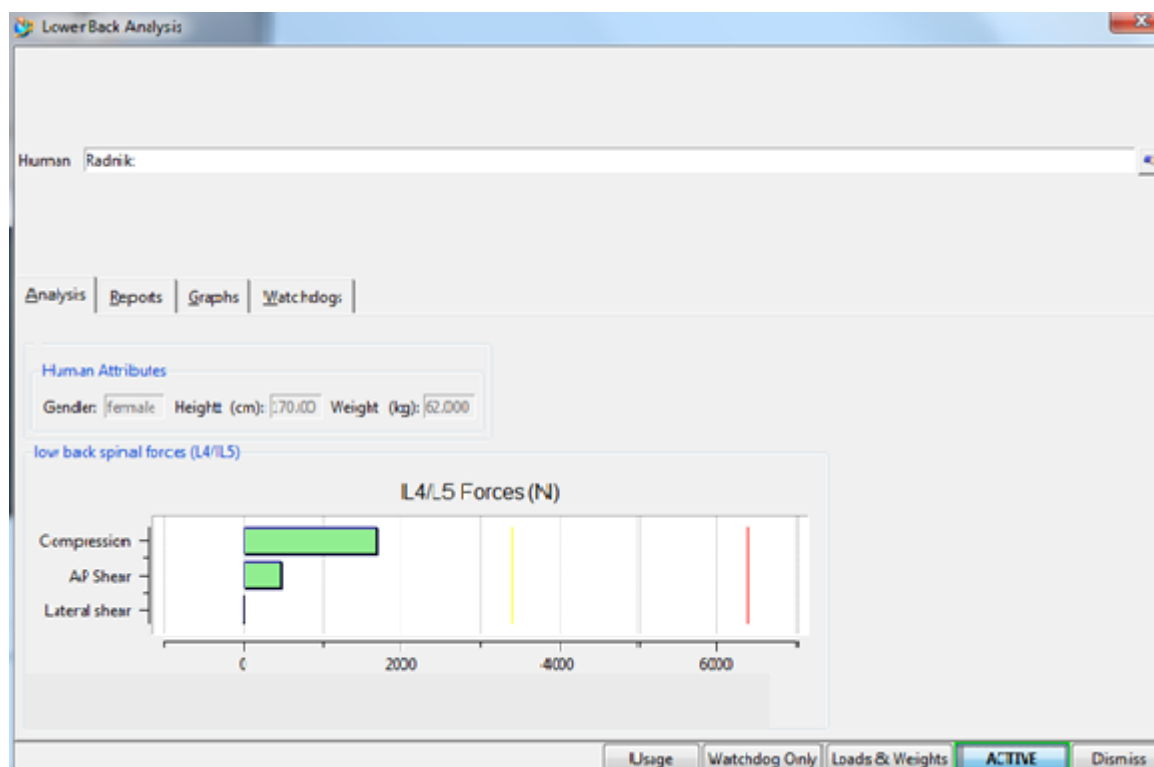 Lower Back Analysis
Human Radnik:
Analysis Reports Graphs Watchdogs
Human Attributes
Gender: female Height (cm): 170.00 Weight (kg): 62.000
low back spinal forces (L4/L5)
L4/L5 Forces (N)
Compression
AP Shear
Lateral shear
0 2000 4000 6000
Usage Watchdog Only Loads & Weights ACTIVE Dismiss